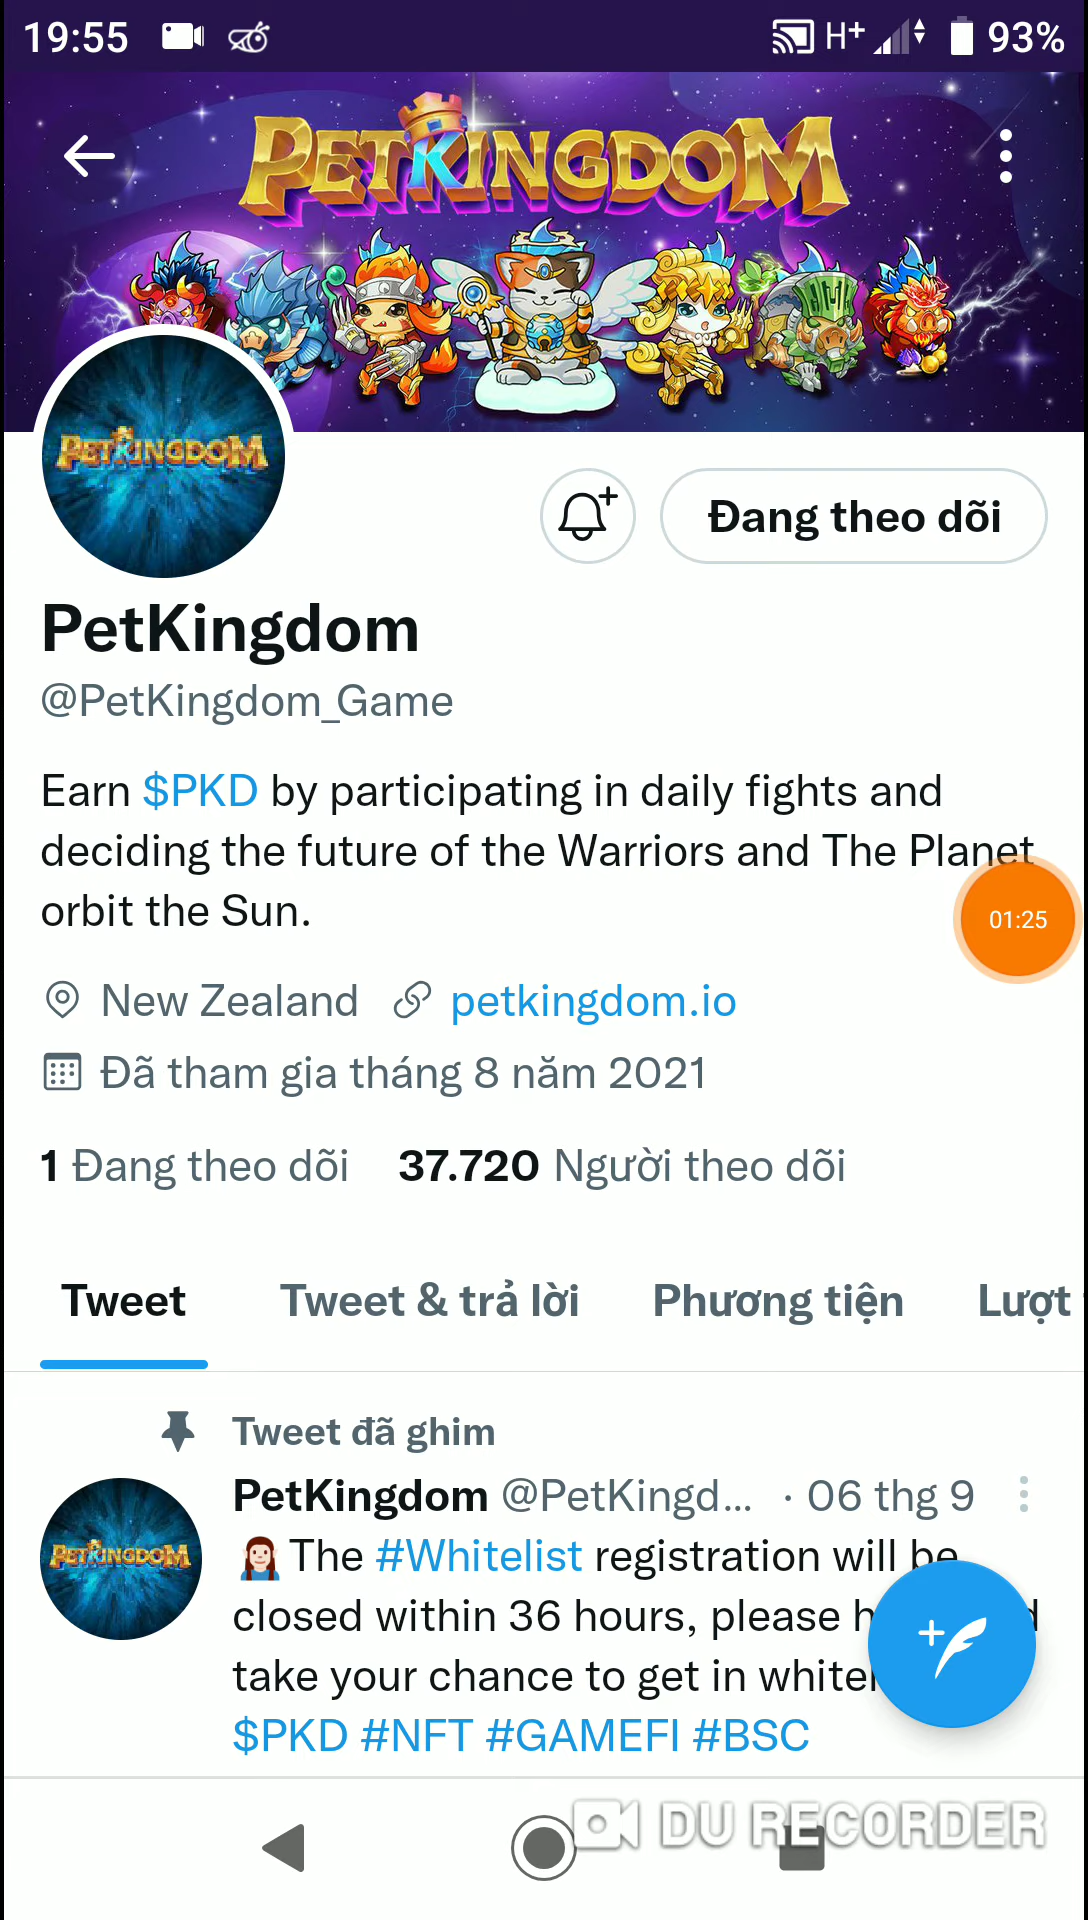 19:55
H+
93%
PETKINGDOM
PETKINGDOM
Đang theo dõi
PetKingdom
@PetKingdom_Game
Earn $PKD by participating in daily fights and
deciding the future of the Warriors and The Planet
orbit the Sun.
01:25
New Zealand petkingdom.io
Đã tham gia tháng 8 năm 2021
1 Đang theo dõi 37.720 Người theo dõi
Tweet Tweet & trả lời Phương tiện Lượt
Tweet đã ghim
PetKingdom @PetKingd... · 06 thg 9
PETKINGDOM
The #Whitelist registration will be
closed within 36 hours, please
take your chance to get in
$PKD #NFT #GAMEFI #BSC
DU RECORDER